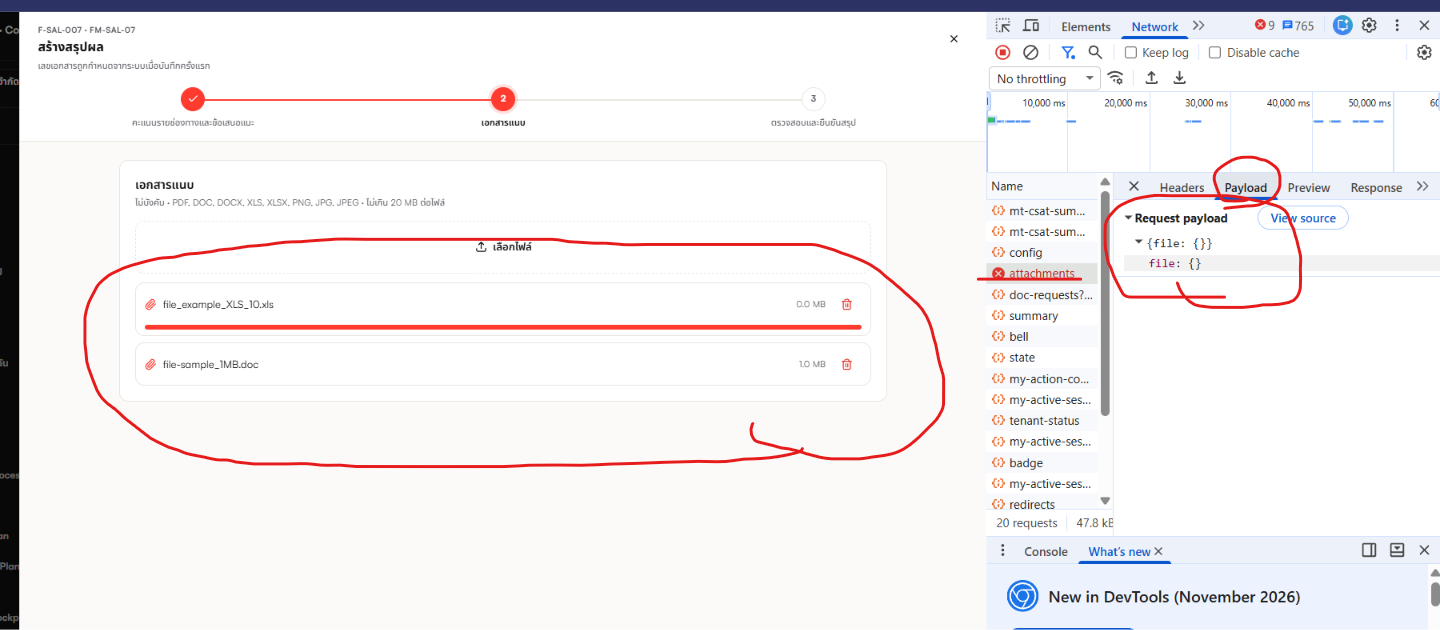 F-SAL-007 • FM-SAL-07
สร้างสรุปผล
เลขเอกสารถูกกำหนดจากระบบเมื่อบันทึกครั้งแรก
2
3
คะแนนรายช่องทางและข้อเสนอแนะ
เอกสารแนบ
ตรวจสอบและยืนยันสรุป
เอกสารแนบ
ไม่บังคับ • PDF, DOC, DOCX, XLS, XLSX, PNG, JPG, JPEG • ไม่เกิน 20 MB ต่อไฟล์
เลือกไฟล์
file_example_XLS_10.xls
0.0 MB
file-sample_1MB.doc
1.0 MB
Elements
Network
9
765
Keep log
Disable cache
No throttling
10,000 ms
20,000 ms
30,000 ms
40,000 ms
50,000 ms
Name
mt-csat-sum...
mt-csat-sum...
config
attachments
doc-requests?...
summary
bell
state
my-action-co...
my-active-ses...
tenant-status
my-active-ses...
badge
my-active-ses...
redirects
20 requests
47.8 kB
Headers
Payload
Preview
Response
Request payload
View source
{file: {}}
file: {}
Console
What's new
New in DevTools (November 2026)